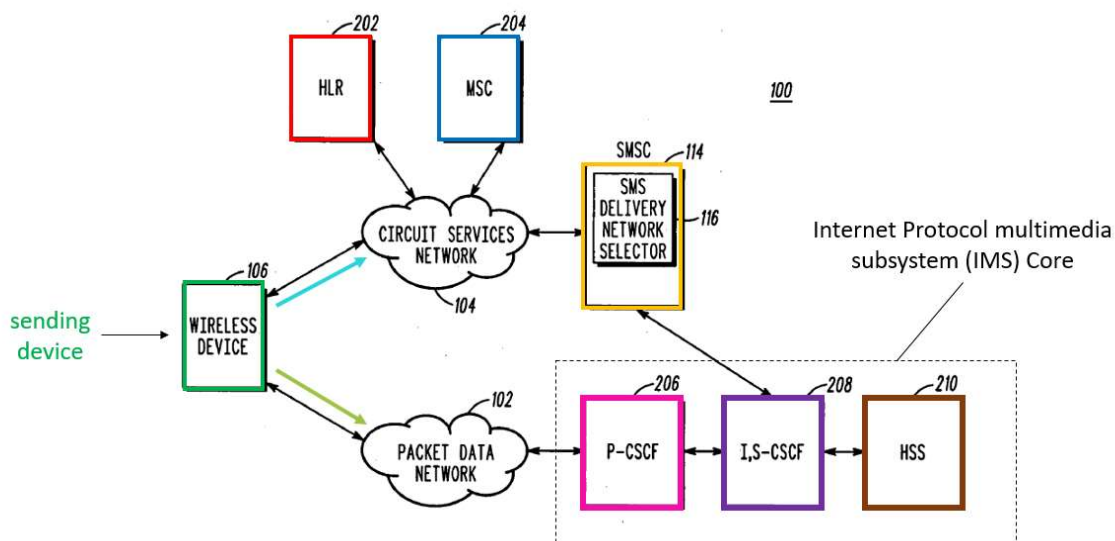 202
204
HLR
MSC
100
SMSC
114
SMS
DELIVERY
NETWORK
SELECTOR
116
CIRCUIT SERVICES
NETWORK
104
Internet Protocol multimedia
subsystem (IMS) Core
106
WIRELESS
DEVICE
sending
device
102
PACKET DATA
NETWORK
206
208
210
P-CSCF
I,S-CSCF
HSS